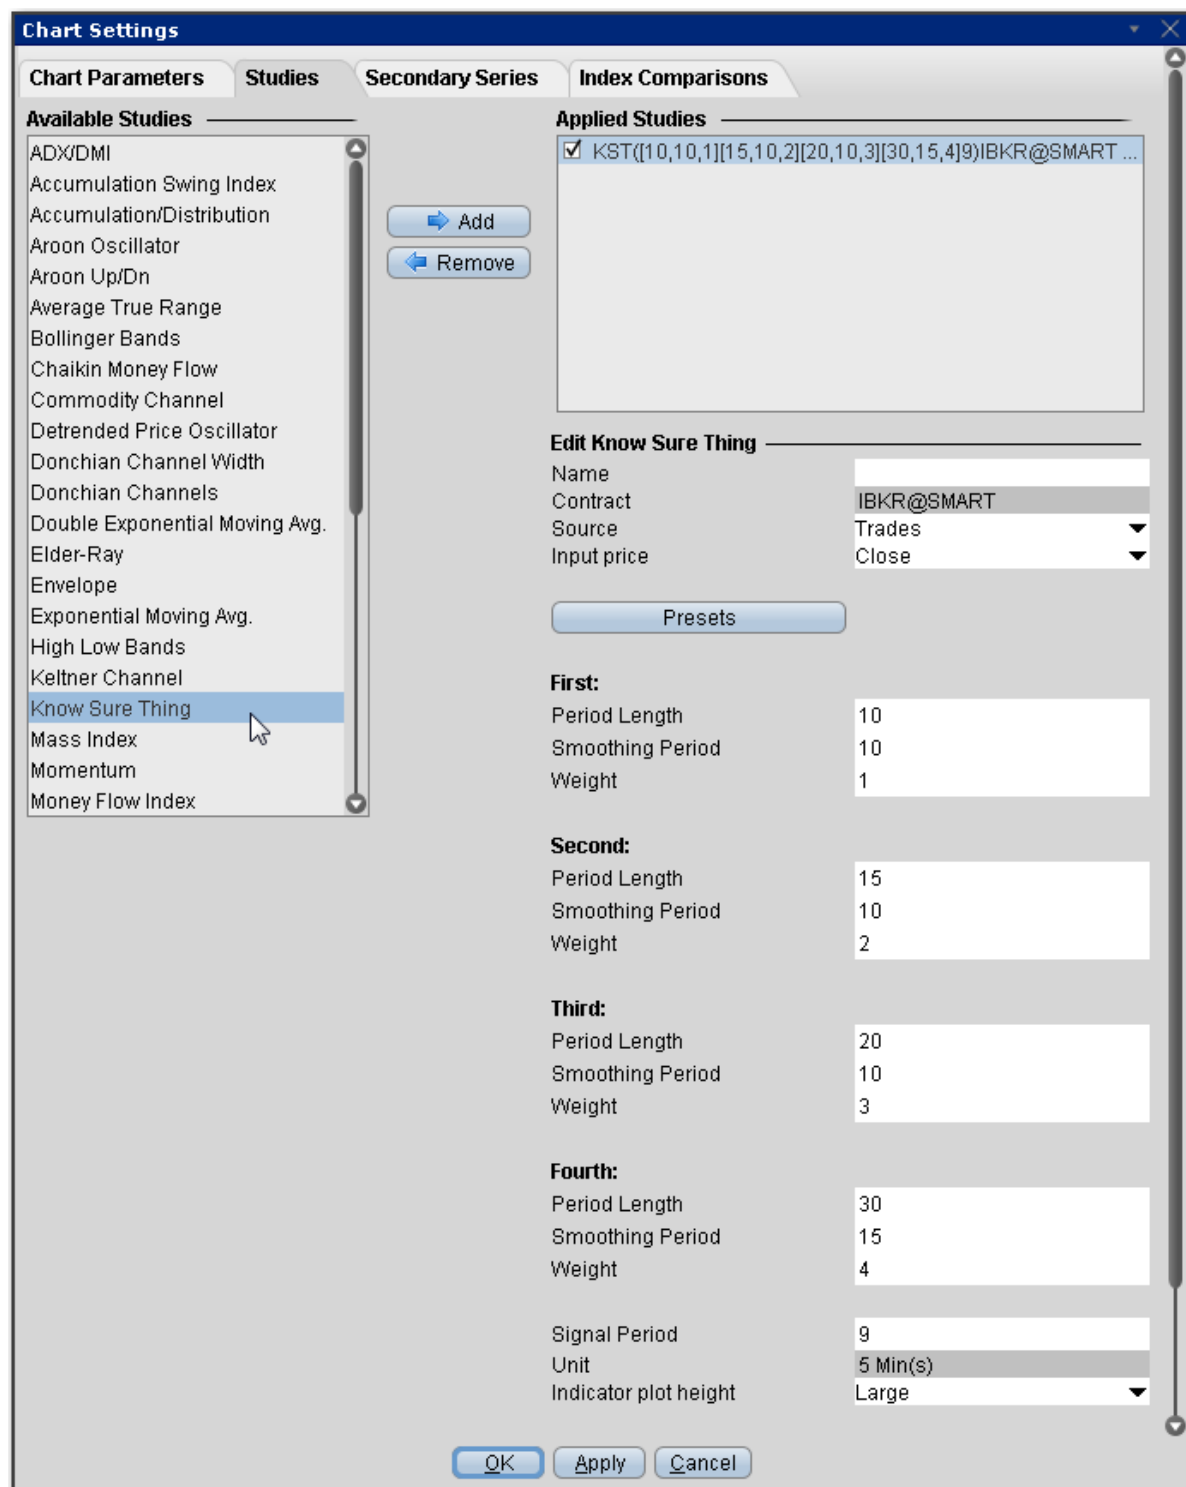 Chart Settings
Chart Parameters
Studies
Secondary Series
Index Comparisons
Available Studies
ADX/DMI
Accumulation Swing Index
Accumulation/Distribution
Aroon Oscillator
Aroon Up/Dn
Average True Range
Bollinger Bands
Chaikin Money Flow
Commodity Channel
Detrended Price Oscillator
Donchian Channel Width
Donchian Channels
Double Exponential Moving Avg.
Elder-Ray
Envelope
Exponential Moving Avg.
High Low Bands
Keltner Channel
Know Sure Thing
Mass Index
Momentum
Money Flow Index
Add
Remove
Applied Studies
KST([10,10,1][15,10,2][20,10,3][30,15,4]9)IBKR@SMART ...
Edit Know Sure Thing
Name
Contract IBKR@SMART
Source Trades
Input price Close
Presets
First:
Period Length 10
Smoothing Period 10
Weight 1
Second:
Period Length 15
Smoothing Period 10
Weight 2
Third:
Period Length 20
Smoothing Period 10
Weight 3
Fourth:
Period Length 30
Smoothing Period 15
Weight 4
Signal Period 9
Unit 5 Min(s)
Indicator plot height Large
OK Apply Cancel